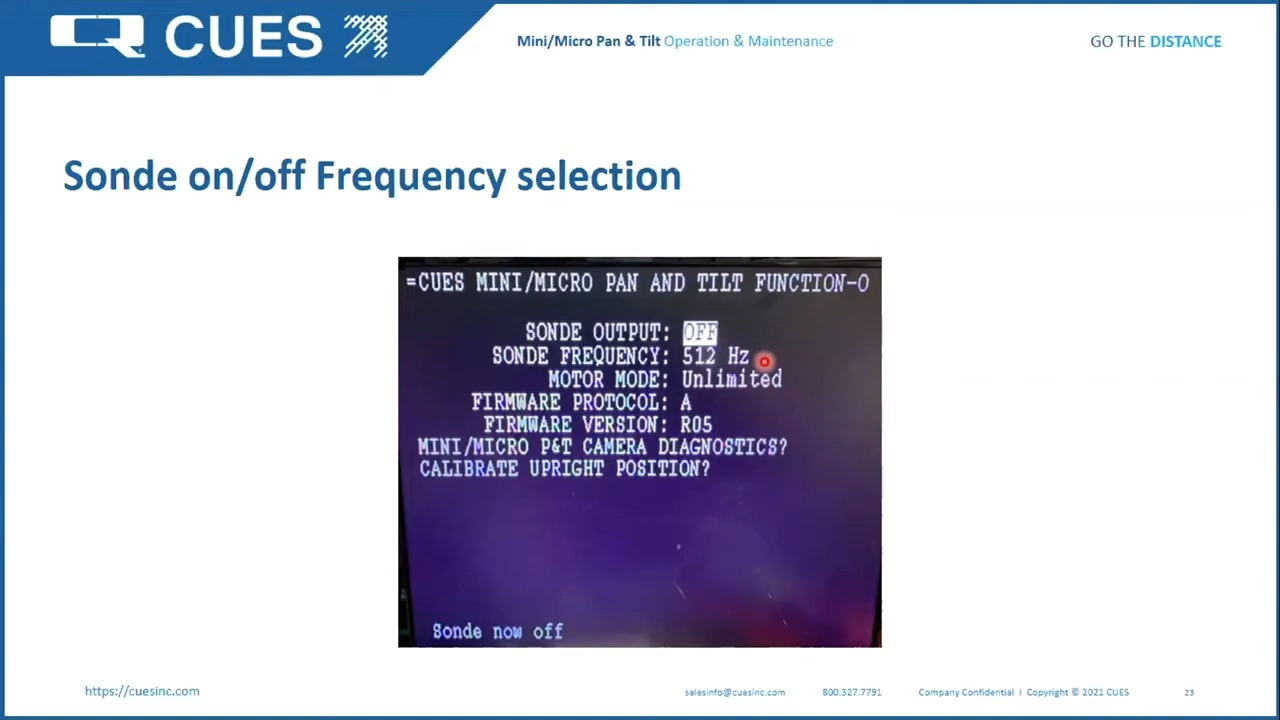 CUES
Mini/Micro Pan & Tilt Operation & Maintenance
GO THE DISTANCE
Sonde on/off Frequency selection
=CUES MINI/MICRO PAN AND TILT FUNCTION-O
SONDE OUTPUT: OFF
SONDE FREQUENCY: 512 Hz
MOTOR MODE: Unlimited
FIRMWARE PROTOCOL: A
FIRMWARE VERSION: R05
MINI/MICRO P&T CAMERA DIAGNOSTICS?
CALIBRATE UPRIGHT POSITION?
Sonde now off
https://cuesinc.com
salesinfo@cuesinc.com
800.327.7791
Company Confidential | Copyright © 2021 CUES
23